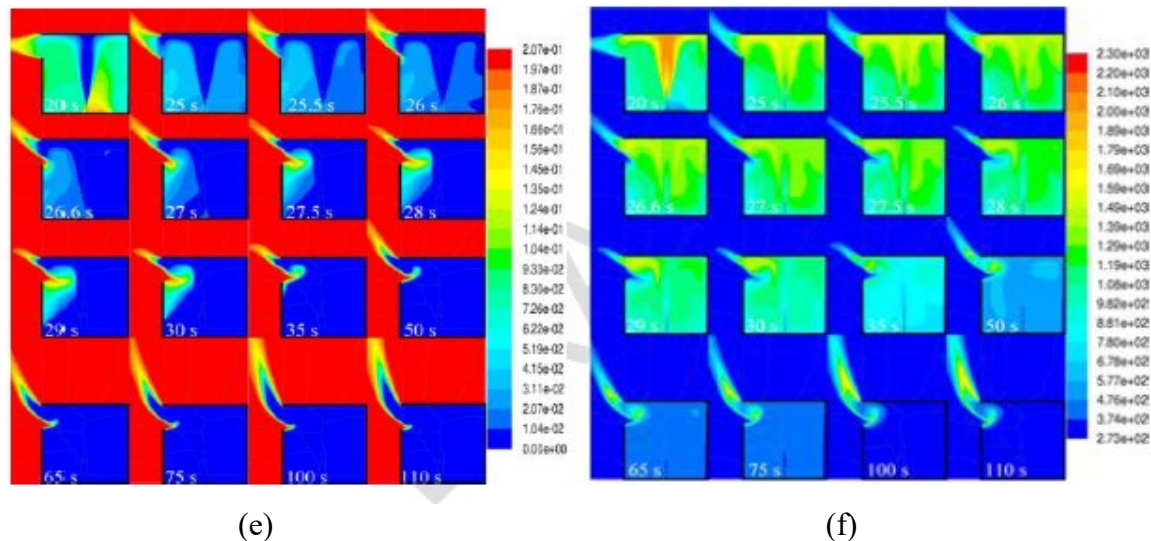 20 s 25 s 25.5 s 26 s
26.6 s 27 s 27.5 s 28 s
29 s 30 s 35 s 50 s
65 s 75 s 100 s 110 s
2.07e-01
1.97e-01
1.87e-01
1.76e-01
1.66e-01
1.56e-01
1.45e-01
1.35e-01
1.24e-01
1.14e-01
1.04e-01
9.33e-02
8.30e-02
7.26e-02
6.22e-02
5.19e-02
4.15e-02
3.11e-02
2.07e-02
1.04e-02
0.00e+00
(e)
20 s 25 s 25.5 s 26 s
26.6 s 27 s 27.5 s 28 s
29 s 30 s 35 s 50 s
65 s 75 s 100 s 110 s
2.30e+03
2.20e+03
2.10e+03
2.00e+03
1.89e+03
1.79e+03
1.69e+03
1.59e+03
1.49e+03
1.39e+03
1.29e+03
1.19e+03
1.08e+03
9.82e+02
8.81e+02
7.80e+02
6.78e+02
5.77e+02
4.76e+02
3.74e+02
2.73e+02
(f)